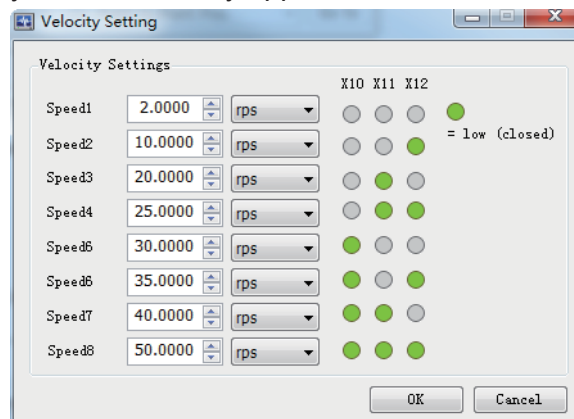 Velocity Setting
Velocity Settings
X10 X11 X12
Speed1 2.0000 rps
= low (closed)
Speed2 10.0000 rps
Speed3 20.0000 rps
Speed4 25.0000 rps
Speed6 30.0000 rps
Speed6 35.0000 rps
Speed7 40.0000 rps
Speed8 50.0000 rps
OK Cancel